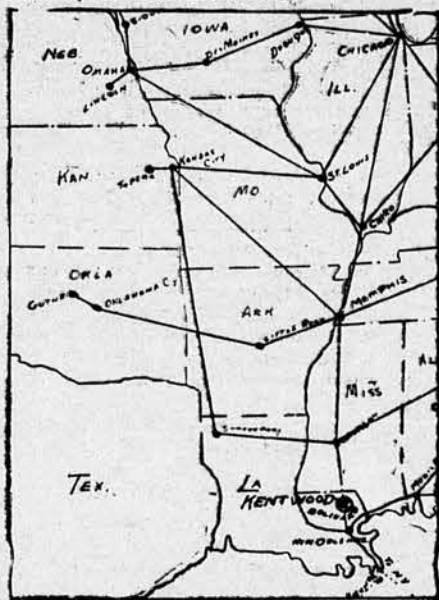 IOWA
NEB.
OMAHA
DES MOINES
DUBUQUE
CHICAGO
LINCOLN
ILL.
KAN
TOPEKA
KANSAS CITY
ST. LOUIS
MO
CAIRO
OKLA
GUTHRIE
OKLAHOMA CY
ARK
LITTLE ROCK
MEMPHIS
MISS
AL
SHREVEPORT
TEX.
LA
KENTWOOD